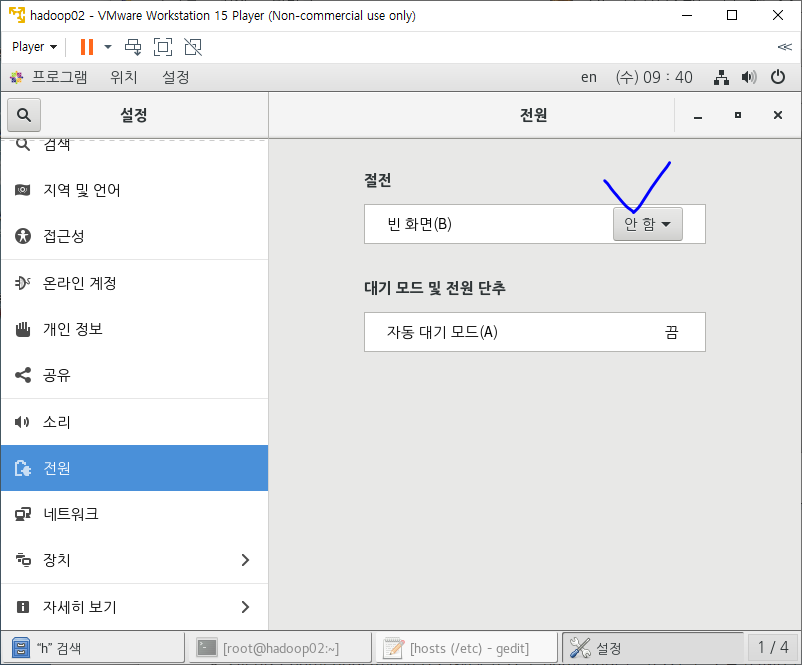 hadoop02 - VMware Workstation 15 Player (Non-commercial use only)
Player
프로그램 위치 설정 en (수) 09 : 40
설정 전원
검색
지역 및 언어
접근성
온라인 계정
개인 정보
공유
소리
전원
네트워크
장치
자세히 보기
절전
빈 화면(B) 안 함
대기 모드 및 전원 단추
자동 대기 모드(A) 끔
“h” 검색 [root@hadoop02:~] [hosts (/etc) - gedit] 설정 1 / 4